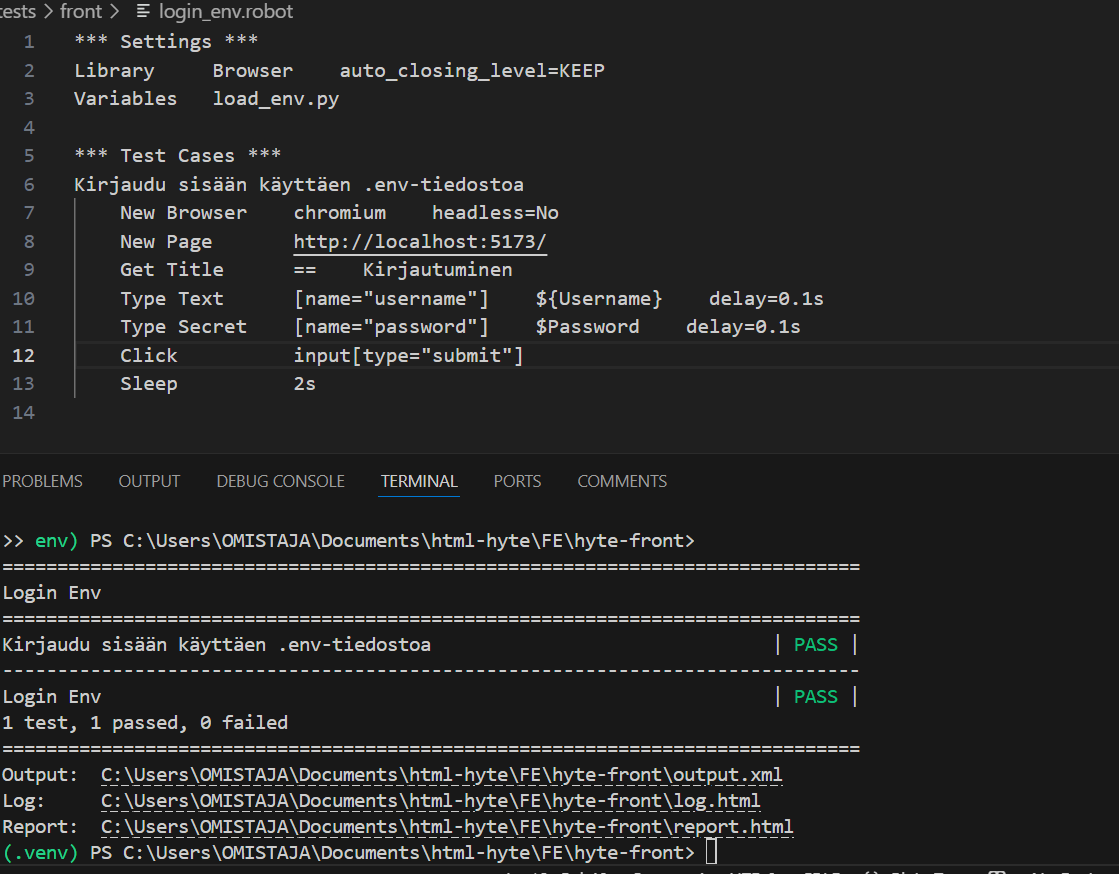 tests > front > login_env.robot
1 *** Settings ***
2 Library Browser auto_closing_level=KEEP
3 Variables load_env.py
4
5 *** Test Cases ***
6 Kirjaudu sisään käyttäen .env-tiedostoa
7 New Browser chromium headless=No
8 New Page http://localhost:5173/
9 Get Title == Kirjautuminen
10 Type Text [name="username"] ${Username} delay=0.1s
11 Type Secret [name="password"] $Password delay=0.1s
12 Click input[type="submit"]
13 Sleep 2s
14
PROBLEMS OUTPUT DEBUG CONSOLE TERMINAL PORTS COMMENTS
>> env) PS C:\Users\OMISTAJA\Documents\html-hyte\FE\hyte-front>
==============================================================================
Login Env
==============================================================================
Kirjaudu sisään käyttäen .env-tiedostoa | PASS |
------------------------------------------------------------------------------
Login Env | PASS |
1 test, 1 passed, 0 failed
==============================================================================
Output: C:\Users\OMISTAJA\Documents\html-hyte\FE\hyte-front\output.xml
Log: C:\Users\OMISTAJA\Documents\html-hyte\FE\hyte-front\log.html
Report: C:\Users\OMISTAJA\Documents\html-hyte\FE\hyte-front\report.html
(.venv) PS C:\Users\OMISTAJA\Documents\html-hyte\FE\hyte-front>